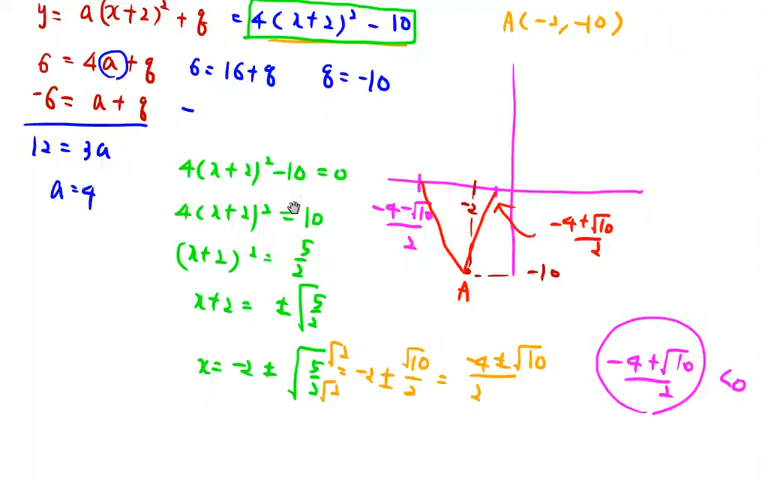 y = a(x+2)² + q = 4(x+2)² - 10
A(-2, -10)
6 = 4a + q
6 = 16 + q
q = -10
-6 = a + q
-
12 = 3a
a = 4
4(x+2)² - 10 = 0
4(x+2)² = 10
(x+2)² = 5/2
x+2 = ±√(5/2)
x = -2 ± √(5/2) √2/√2 = -2 ± √10/2 = (-4 ± √10)/2
(-4-√10)/2
-2
(-4+√10)/2
-10
A
(-4+√10)/2 < 0